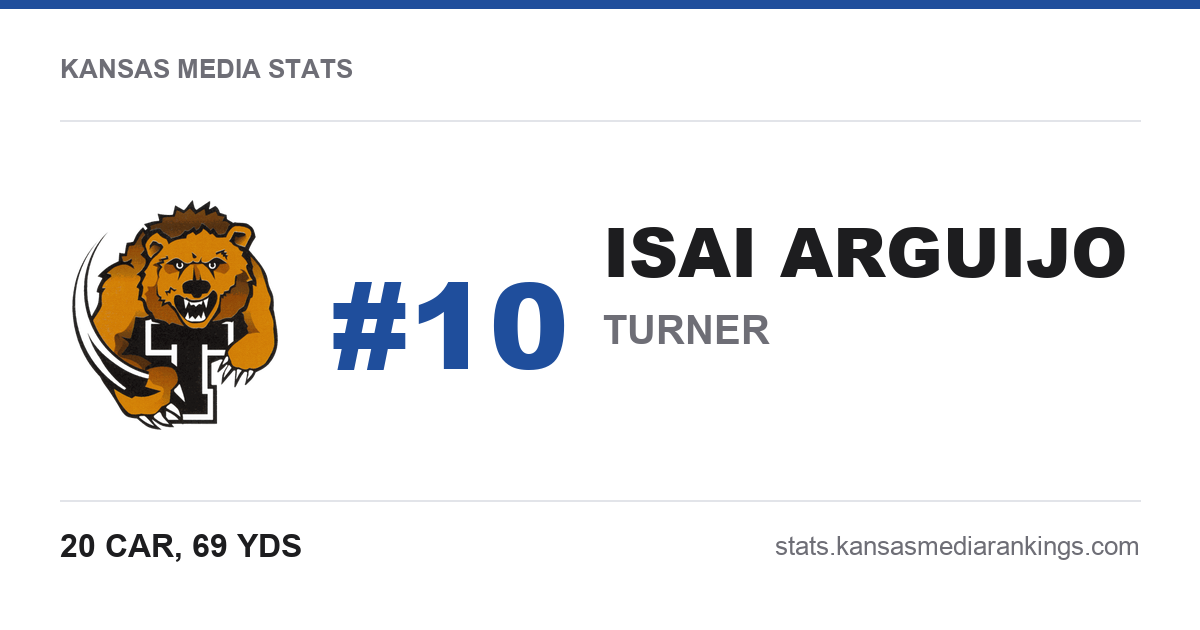 KANSAS MEDIA STATS
T
#10
ISAI ARGUIJO
TURNER
20 CAR, 69 YDS
stats.kansasmediarankings.com